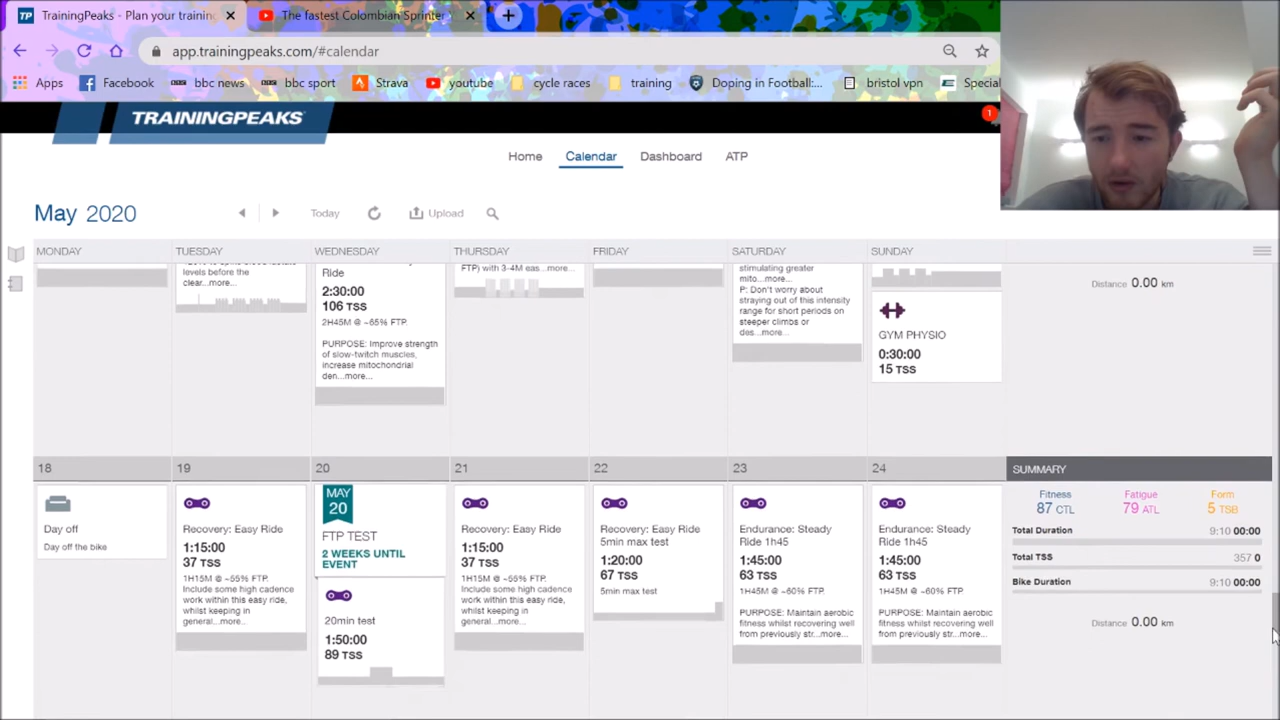 TrainingPeaks - Plan your trainin
The fastest Colombian Sprinter
app.trainingpeaks.com/#calendar
Apps Facebook bbc news bbc sport Strava youtube cycle races training Doping in Football:... bristol vpn Special
TRAININGPEAKS
1
Home Calendar Dashboard ATP
May 2020 Today Upload
MONDAY TUESDAY WEDNESDAY THURSDAY FRIDAY SATURDAY SUNDAY
levels before the
clear...more...
Ride
2:30:00
106 TSS
2H45M @ ~65% FTP.
PURPOSE: Improve strength
of slow-twitch muscles,
increase mitochondrial
den...more...
FTP) with 3-4M eas...more...
stimulating greater
mito...more...
P: Don't worry about
straying out of this intensity
range for short periods on
steeper climbs or
des...more...
GYM PHYSIO
0:30:00
15 TSS
Distance 0.00 km
18 19 20 21 22 23 24 SUMMARY
Day off
Day off the bike
Recovery: Easy Ride
1:15:00
37 TSS
1H15M @ ~55% FTP.
Include some high cadence
work within this easy ride,
whilst keeping in
general...more...
MAY
20
FTP TEST
2 WEEKS UNTIL
EVENT
20min test
1:50:00
89 TSS
Recovery: Easy Ride
1:15:00
37 TSS
1H15M @ ~55% FTP.
Include some high cadence
work within this easy ride,
whilst keeping in
general...more...
Recovery: Easy Ride
5min max test
1:20:00
67 TSS
5min max test
Endurance: Steady
Ride 1h45
1:45:00
63 TSS
1H45M @ ~60% FTP.
PURPOSE: Maintain aerobic
fitness whilst recovering well
from previously str...more...
Endurance: Steady
Ride 1h45
1:45:00
63 TSS
1H45M @ ~60% FTP.
PURPOSE: Maintain aerobic
fitness whilst recovering well
from previously str...more...
Fitness Fatigue Form
87 CTL 79 ATL 5 TSB
Total Duration 9:10 00:00
Total TSS 357 0
Bike Duration 9:10 00:00
Distance 0.00 km